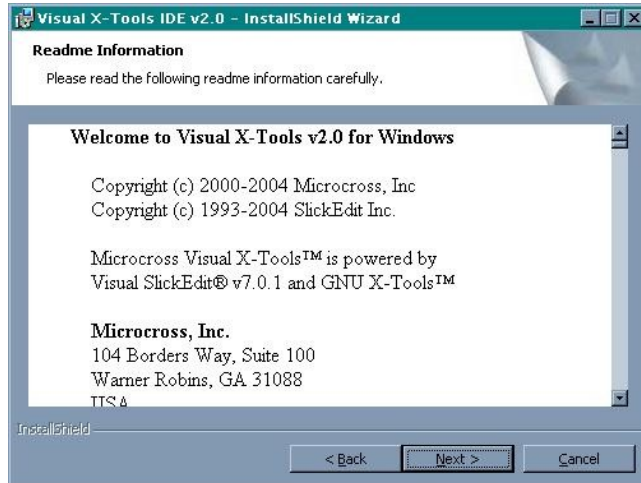 Visual X-Tools IDE v2.0 - InstallShield Wizard
Readme Information
Please read the following readme information carefully.
Welcome to Visual X-Tools v2.0 for Windows
Copyright (c) 2000-2004 Microcross, Inc
Copyright (c) 1993-2004 SlickEdit Inc.
Microcross Visual X-Tools™ is powered by
Visual SlickEdit® v7.0.1 and GNU X-Tools™
Microcross, Inc.
104 Borders Way, Suite 100
Warner Robins, GA 31088
USA
InstallShield
< Back
Next >
Cancel